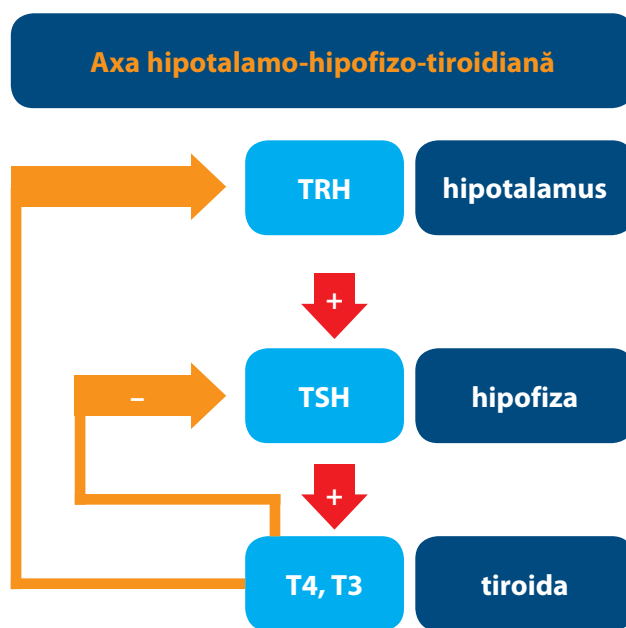 Axa hipotalamo-hipofizo-tiroidiană
TRH
hipotalamus
+
–
TSH
hipofiza
+
T4, T3
tiroida